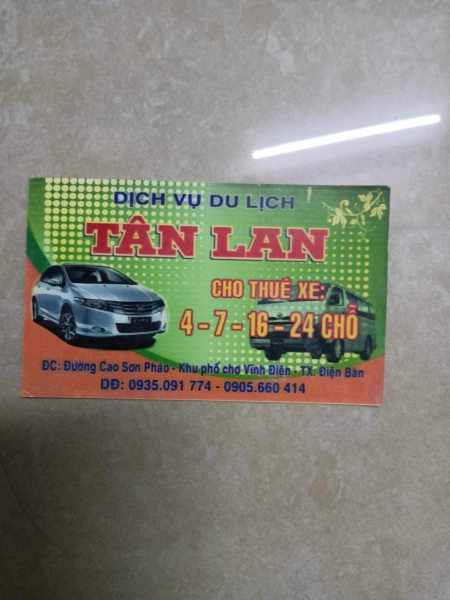 DỊCH VỤ DU LỊCH
TÂN LAN
CHO THUÊ XE:
4 - 7 - 16 - 24 CHỖ
ĐC: Đường Cao Sơn Pháo - Khu phố chợ Vĩnh Điện - TX. Điện Bàn
DĐ: 0935.091 774 - 0905.660 414